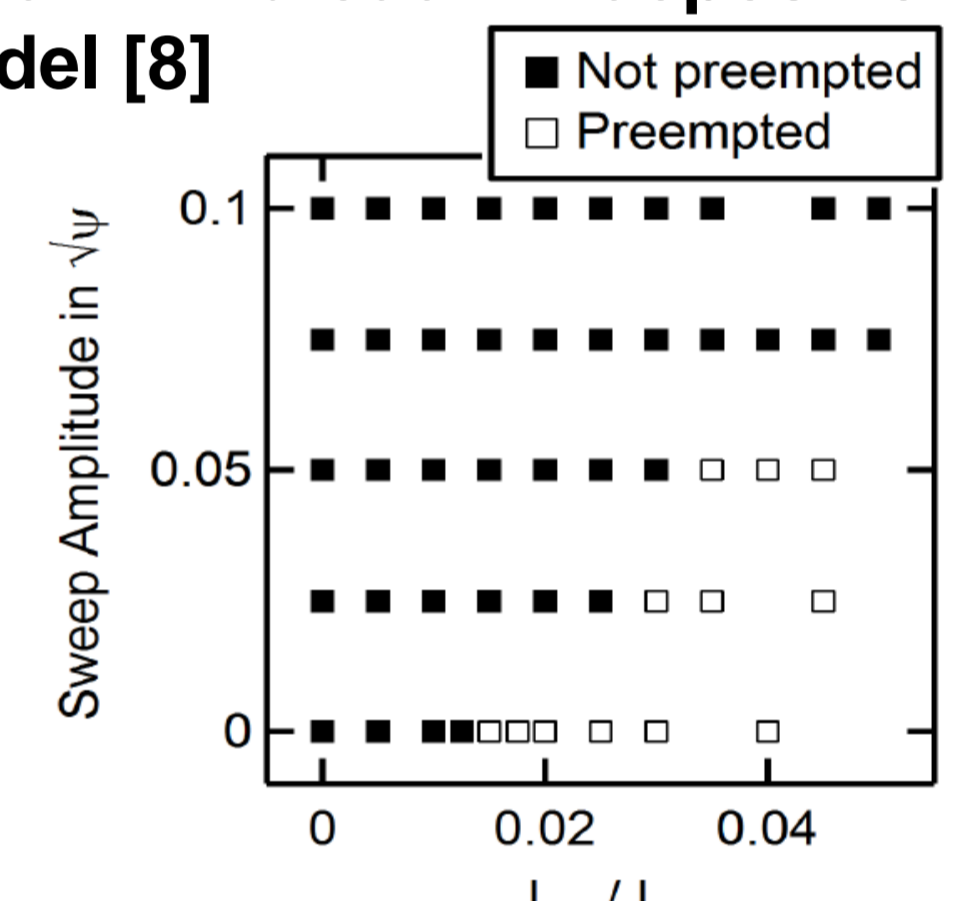 del [8]
Not preempted
Preempted
Sweep Amplitude in √ψ
0.1
0.05
0
0 0.02 0.04